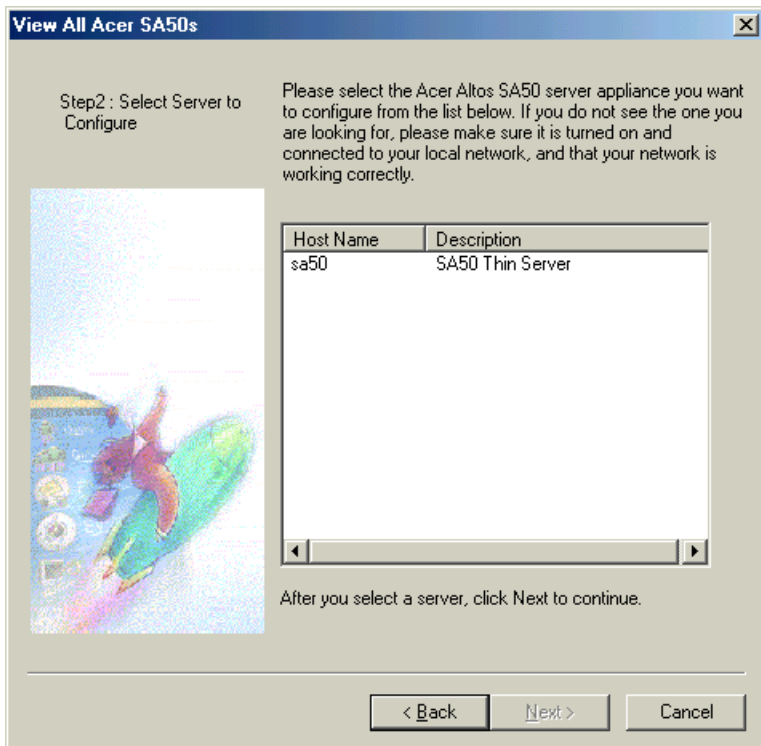 View All Acer SA50s
Step2 : Select Server to
Configure
Please select the Acer Altos SA50 server appliance you want
to configure from the list below. If you do not see the one you
are looking for, please make sure it is turned on and
connected to your local network, and that your network is
working correctly.
Host Name Description
sa50 SA50 Thin Server
After you select a server, click Next to continue.
< Back Next > Cancel